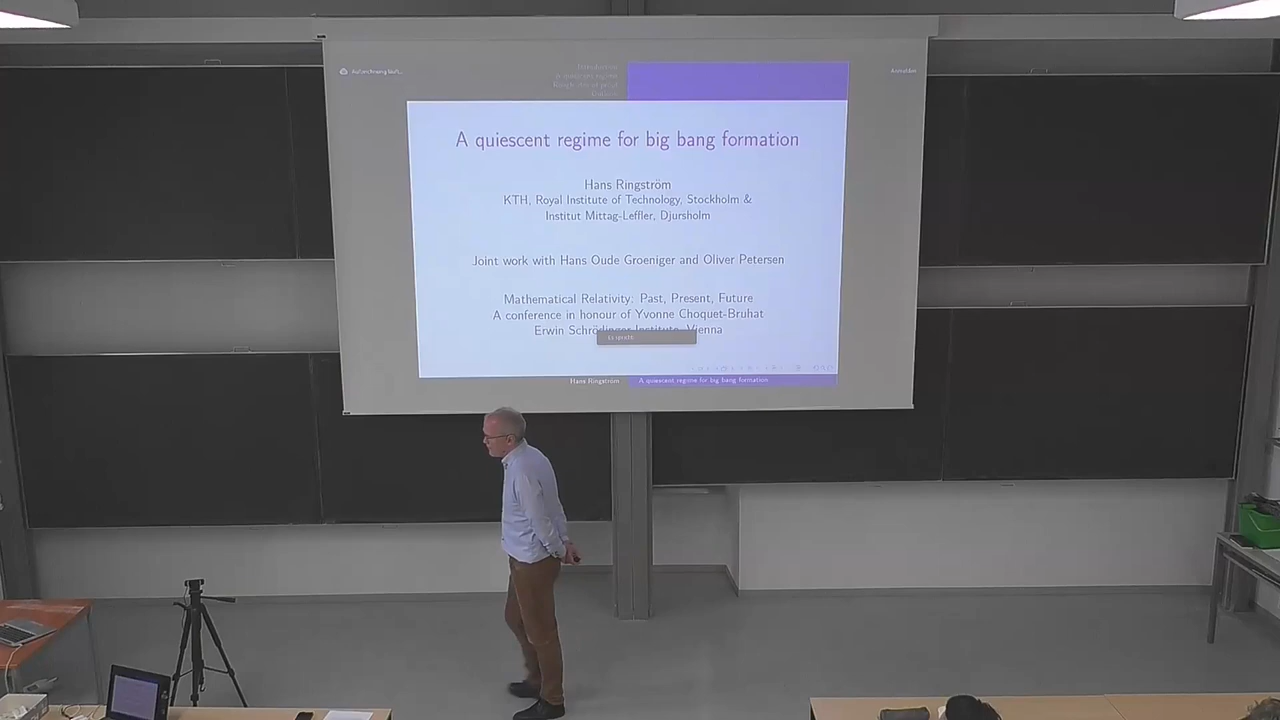 Introduction
A quiescent regime for big bang formation
Hans Ringström
KTH, Royal Institute of Technology, Stockholm &
Institut Mittag-Leffler, Djursholm
Joint work with Hans Oude Groeniger and Oliver Petersen
Mathematical Relativity: Past, Present, Future
A conference in honour of Yvonne Choquet-Bruhat
Erwin Schrödinger Institute, Vienna
Hans Ringström
A quiescent regime for big bang formation